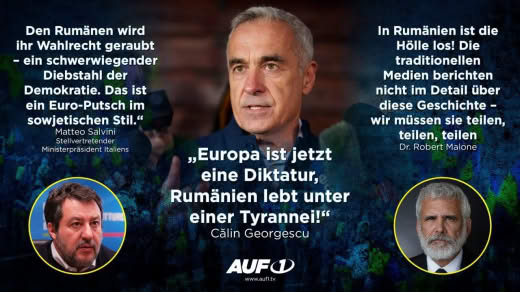 Den Rumänen wird
ihr Wahlrecht geraubt
– ein schwerwiegender
Diebstahl der
Demokratie. Das ist
ein Euro-Putsch im
sowjetischen Stil.“
Matteo Salvini
Stellvertretender
Ministerpräsident Italiens
In Rumänien ist die
Hölle los! Die
traditionellen
Medien berichten
nicht im Detail über
diese Geschichte –
wir müssen sie teilen,
teilen, teilen
Dr. Robert Malone
„Europa ist jetzt
eine Diktatur,
Rumänien lebt unter
einer Tyrannei!“
Călin Georgescu
AUF1
www.auf1.tv